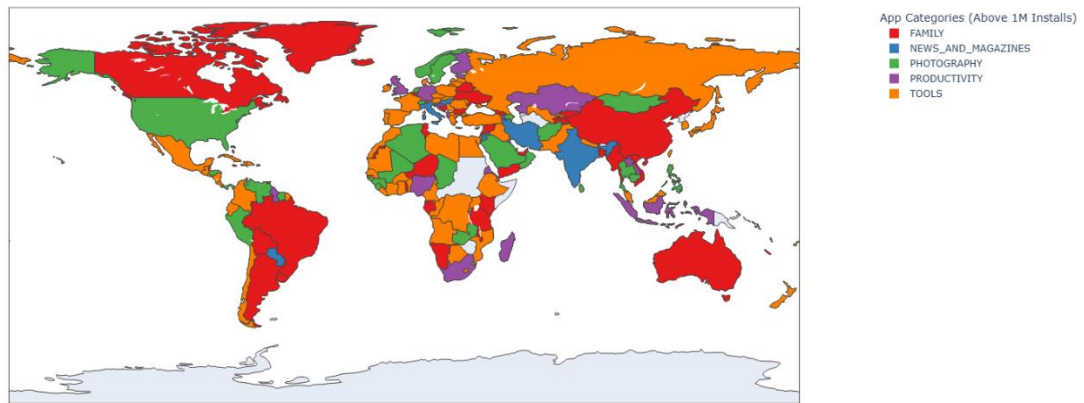 App Categories (Above 1M Installs)
FAMILY
NEWS_AND_MAGAZINES
PHOTOGRAPHY
PRODUCTIVITY
TOOLS